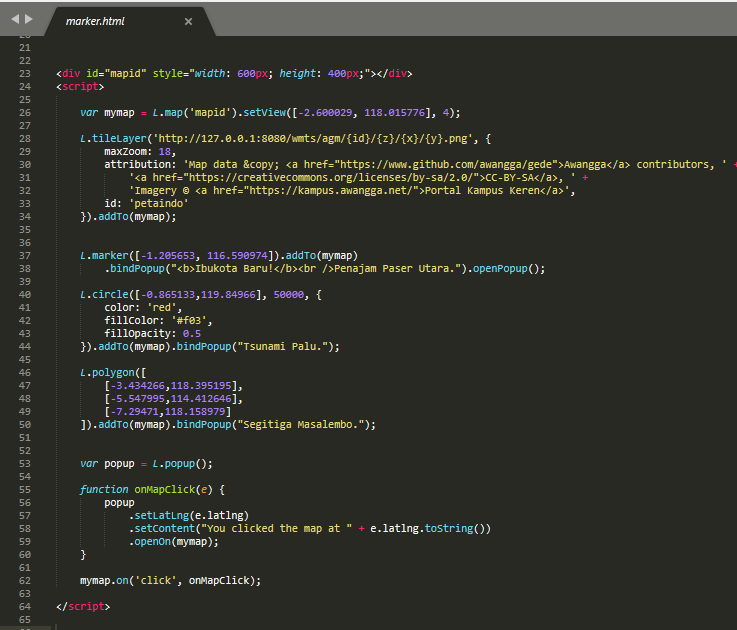 marker.html ×
20
21
22
23 <div id="mapid" style="width: 600px; height: 400px;"></div>
24 <script>
25
26 var mymap = L.map('mapid').setView([-2.600029, 118.015776], 4);
27
28 L.tileLayer('http://127.0.0.1:8080/wmts/agm/{id}/{z}/{x}/{y}.png', {
29 maxZoom: 18,
30 attribution: 'Map data &copy; <a href="https://www.github.com/awangga/gede">Awangga</a> contributors, ' +
31 '<a href="https://creativecommons.org/licenses/by-sa/2.0/">CC-BY-SA</a>, ' +
32 'Imagery © <a href="https://kampus.awangga.net/">Portal Kampus Keren</a>',
33 id: 'petaindo'
34 }).addTo(mymap);
35
36
37 L.marker([-1.205653, 116.590974]).addTo(mymap)
38 .bindPopup("<b>Ibukota Baru!</b><br />Penajam Paser Utara.").openPopup();
39
40 L.circle([-0.865133,119.84966], 50000, {
41 color: 'red',
42 fillColor: '#f03',
43 fillOpacity: 0.5
44 }).addTo(mymap).bindPopup("Tsunami Palu.");
45
46 L.polygon([
47 [-3.434266,118.395195],
48 [-5.547995,114.412646],
49 [-7.29471,118.158979]
50 ]).addTo(mymap).bindPopup("Segitiga Masalembo.");
51
52
53 var popup = L.popup();
54
55 function onMapClick(e) {
56 popup
57 .setLatLng(e.latlng)
58 .setContent("You clicked the map at " + e.latlng.toString())
59 .openOn(mymap);
60 }
61
62 mymap.on('click', onMapClick);
63
64 </script>
65